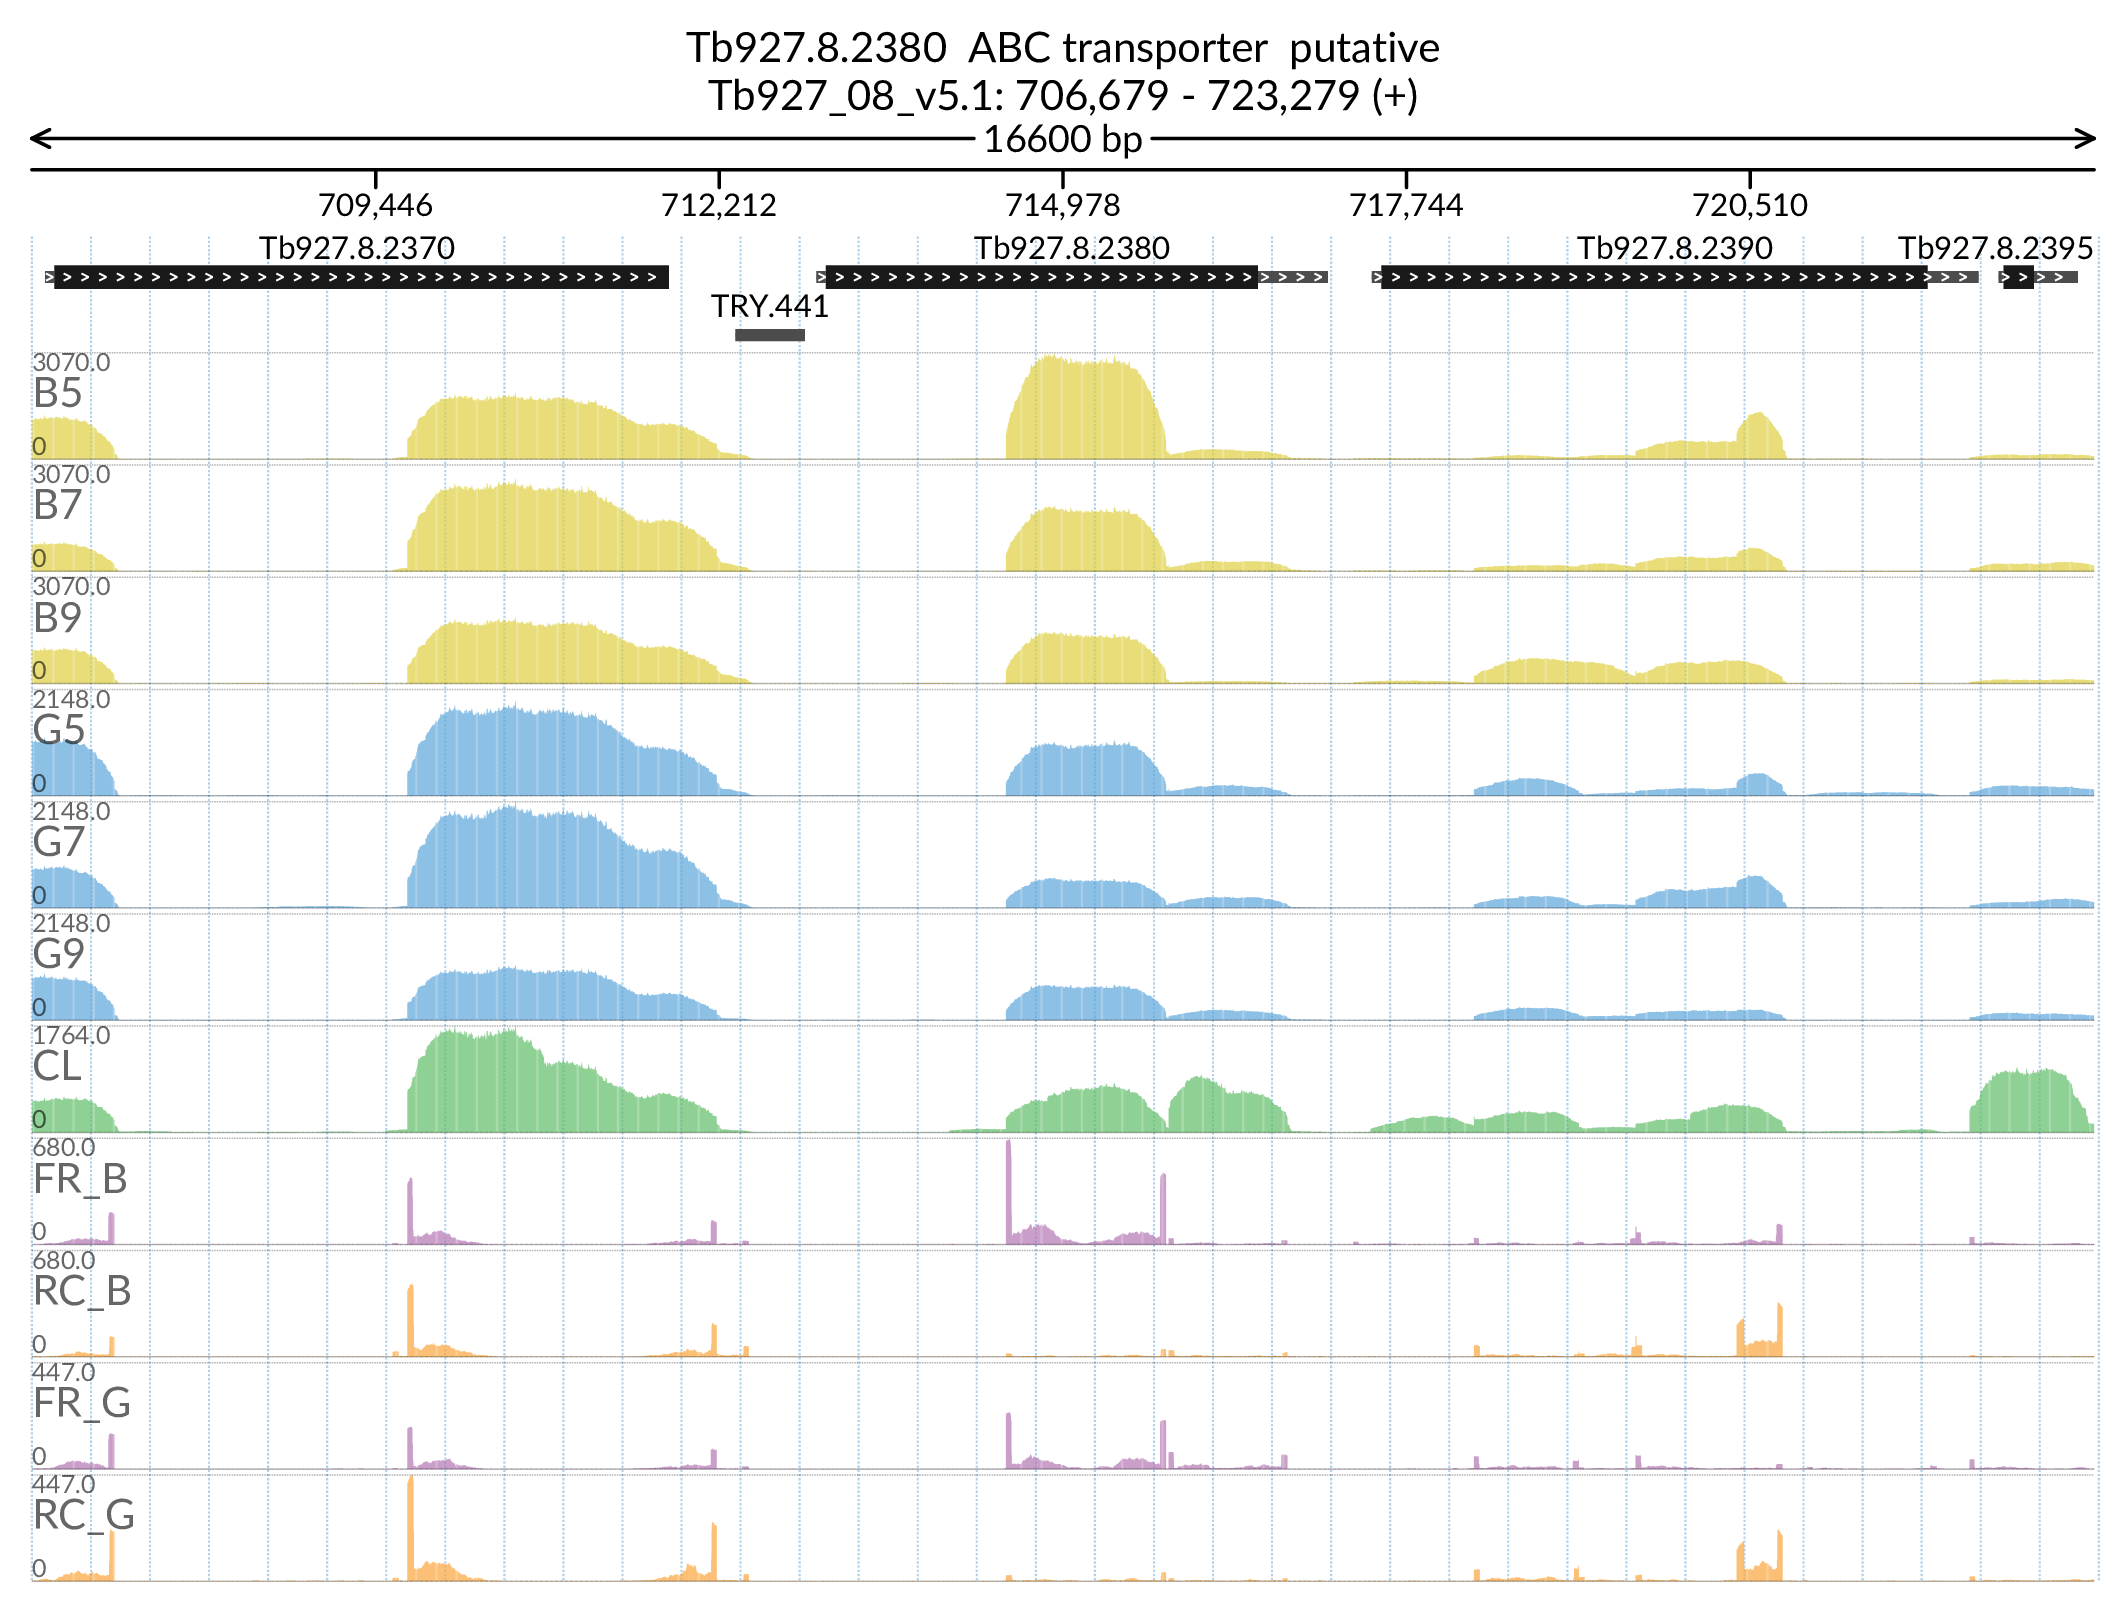 Tb927.8.2380  ABC transporter  putative
Tb927_08_v5.1: 706,679 - 723,279 (+)
16600 bp
709,446 712,212 714,978 717,744 720,510
Tb927.8.2370 Tb927.8.2380 Tb927.8.2390 Tb927.8.2395
TRY.441
3070.0
B5
0
3070.0
B7
0
3070.0
B9
0
2148.0
G5
0
2148.0
G7
0
2148.0
G9
0
1764.0
CL
0
680.0
FR_B
0
680.0
RC_B
0
447.0
FR_G
0
447.0
RC_G
0